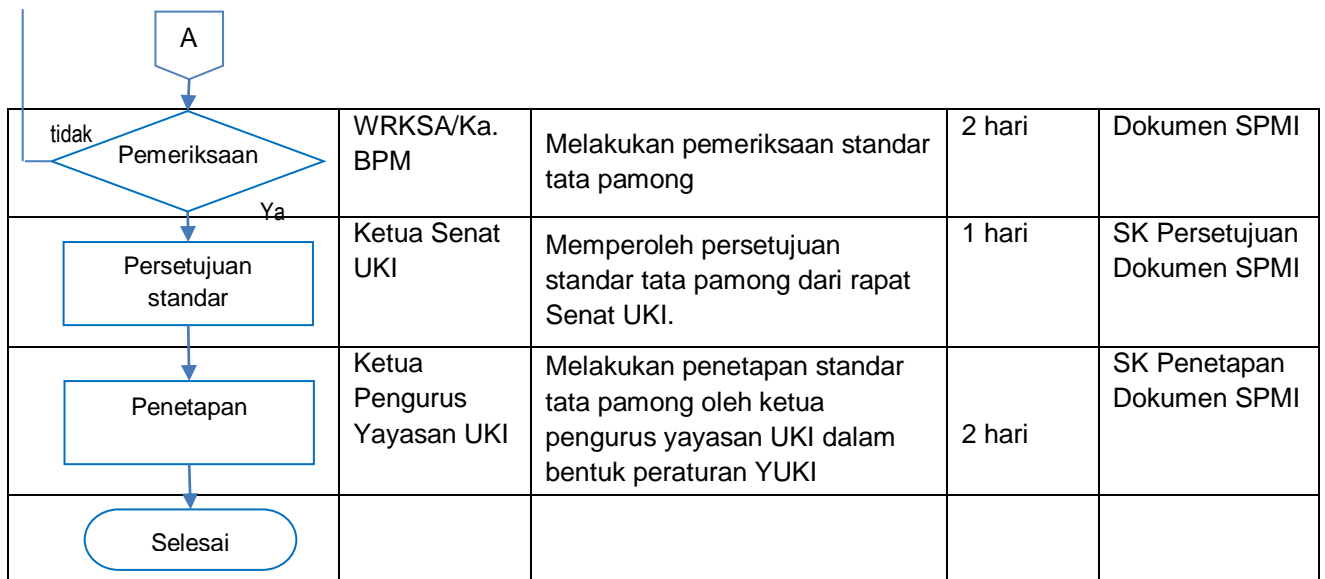 A
tidak
Pemeriksaan
Ya
WRKSA/Ka.
BPM
Melakukan pemeriksaan standar
tata pamong
2 hari
Dokumen SPMI
Persetujuan
standar
Ketua Senat
UKI
Memperoleh persetujuan
standar tata pamong dari rapat
Senat UKI.
1 hari
SK Persetujuan
Dokumen SPMI
Penetapan
Ketua
Pengurus
Yayasan UKI
Melakukan penetapan standar
tata pamong oleh ketua
pengurus yayasan UKI dalam
bentuk peraturan YUKI
2 hari
SK Penetapan
Dokumen SPMI
Selesai